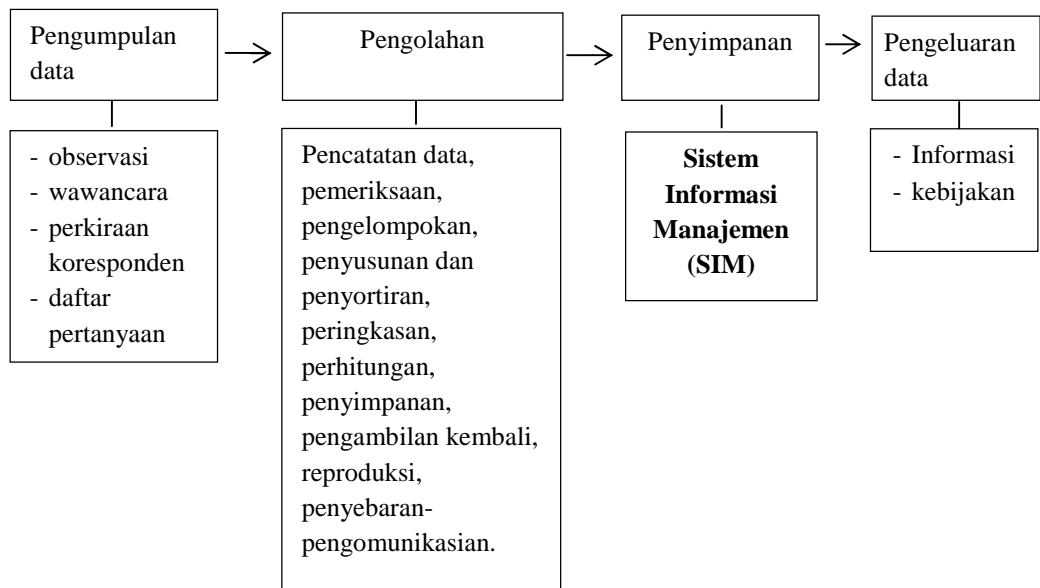 Pengumpulan
data
Pengolahan
Penyimpanan
Pengeluaran
data
- observasi
- wawancara
- perkiraan
koresponden
- daftar
pertanyaan
Pencatatan data,
pemeriksaan,
pengelompokan,
penyusunan dan
penyortiran,
peringkasan,
perhitungan,
penyimpanan,
pengambilan kembali,
reproduksi,
penyebaran-
pengomunikasian.
Sistem
Informasi
Manajemen
(SIM)
- Informasi
- kebijakan